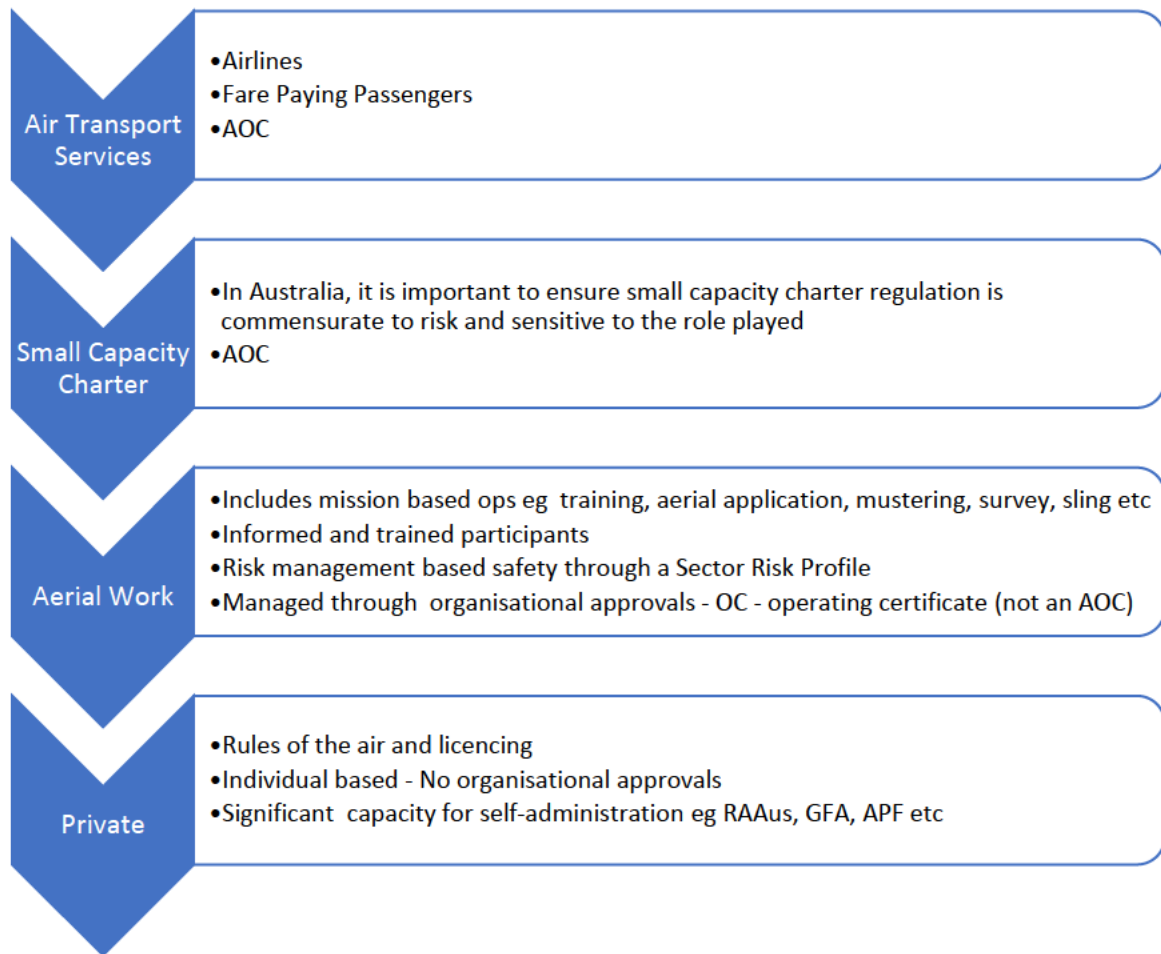 Air Transport
Services
•Airlines
•Fare Paying Passengers
•AOC
Small Capacity
Charter
•In Australia, it is important to ensure small capacity charter regulation is
commensurate to risk and sensitive to the role played
•AOC
Aerial Work
•Includes mission based ops eg  training, aerial application, mustering, survey, sling etc
•Informed and trained participants
•Risk management based safety through a Sector Risk Profile
•Managed through  organisational approvals - OC - operating certificate (not an AOC)
Private
•Rules of the air and licencing
•Individual based - No organisational approvals
•Significant  capacity for self-administration eg RAAus, GFA, APF etc